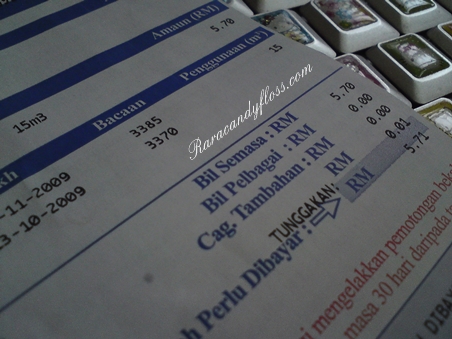 Amaun (RM)
5.70
Bacaan Penggunaan (m³)
15m3 3385 15
3370
-11-2009
3-10-2009
Raracandyfloss.com
Bil Semasa : RM 5.70
Bil Pelbagai : RM 0.00
Cag. Tambahan : RM 0.00
TUNGGAKAN: RM 0.01
Perlu Dibayar : RM 5.71
mengelakkan pemotongan
masa 30 hari daripada